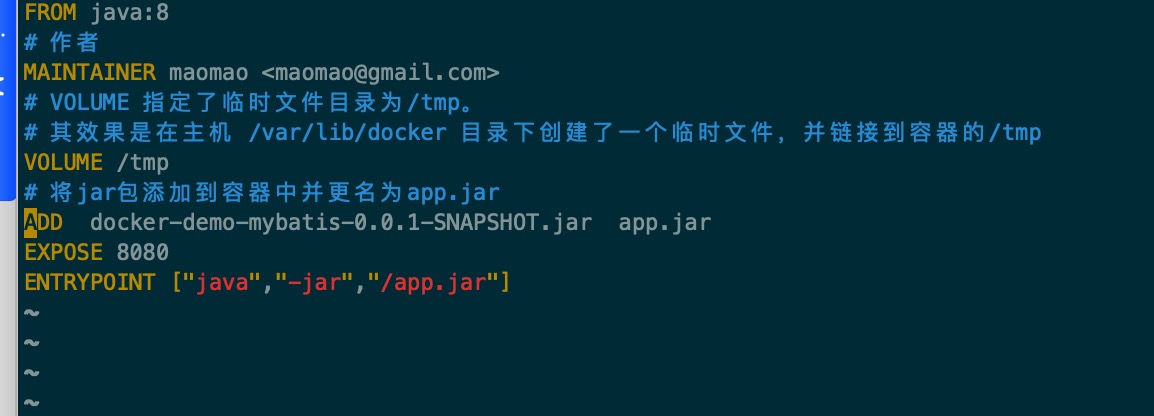 FROM java:8
# 作者
MAINTAINER maomao <maomao@gmail.com>
# VOLUME 指定了临时文件目录为/tmp。
# 其效果是在主机 /var/lib/docker 目录下创建了一个临时文件，并链接到容器的/tmp
VOLUME /tmp
# 将jar包添加到容器中并更名为app.jar
ADD  docker-demo-mybatis-0.0.1-SNAPSHOT.jar  app.jar
EXPOSE 8080
ENTRYPOINT ["java","-jar","/app.jar"]
~
~
~
~